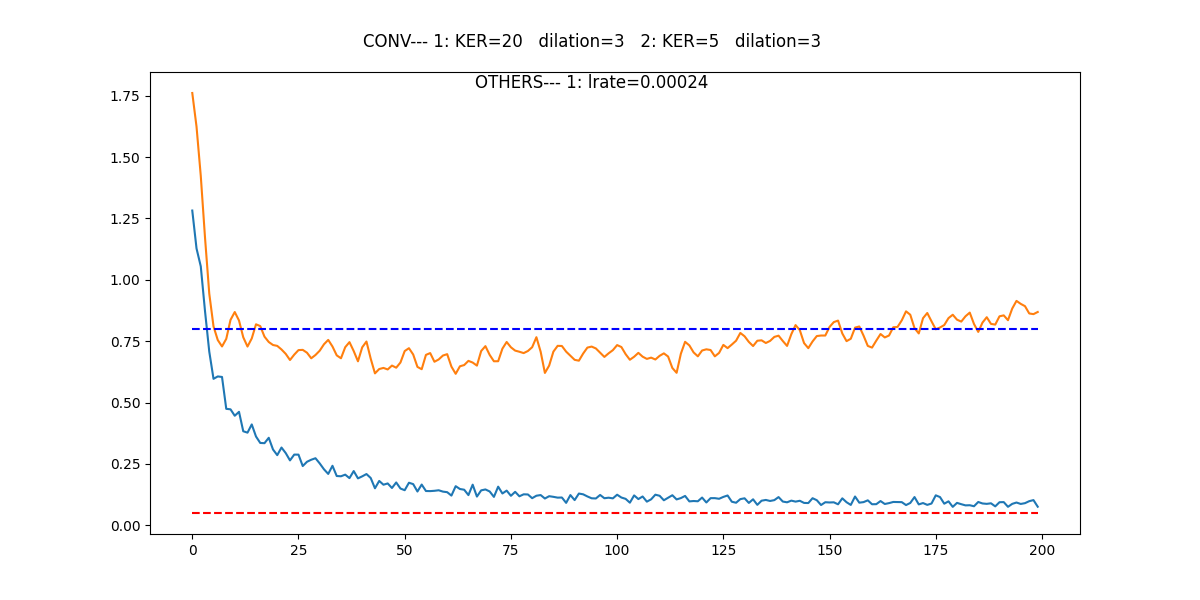 CONV--- 1: KER=20   dilation=3   2: KER=5   dilation=3
OTHERS--- 1: lrate=0.00024
1.75
1.50
1.25
1.00
0.75
0.50
0.25
0.00
0 25 50 75 100 125 150 175 200